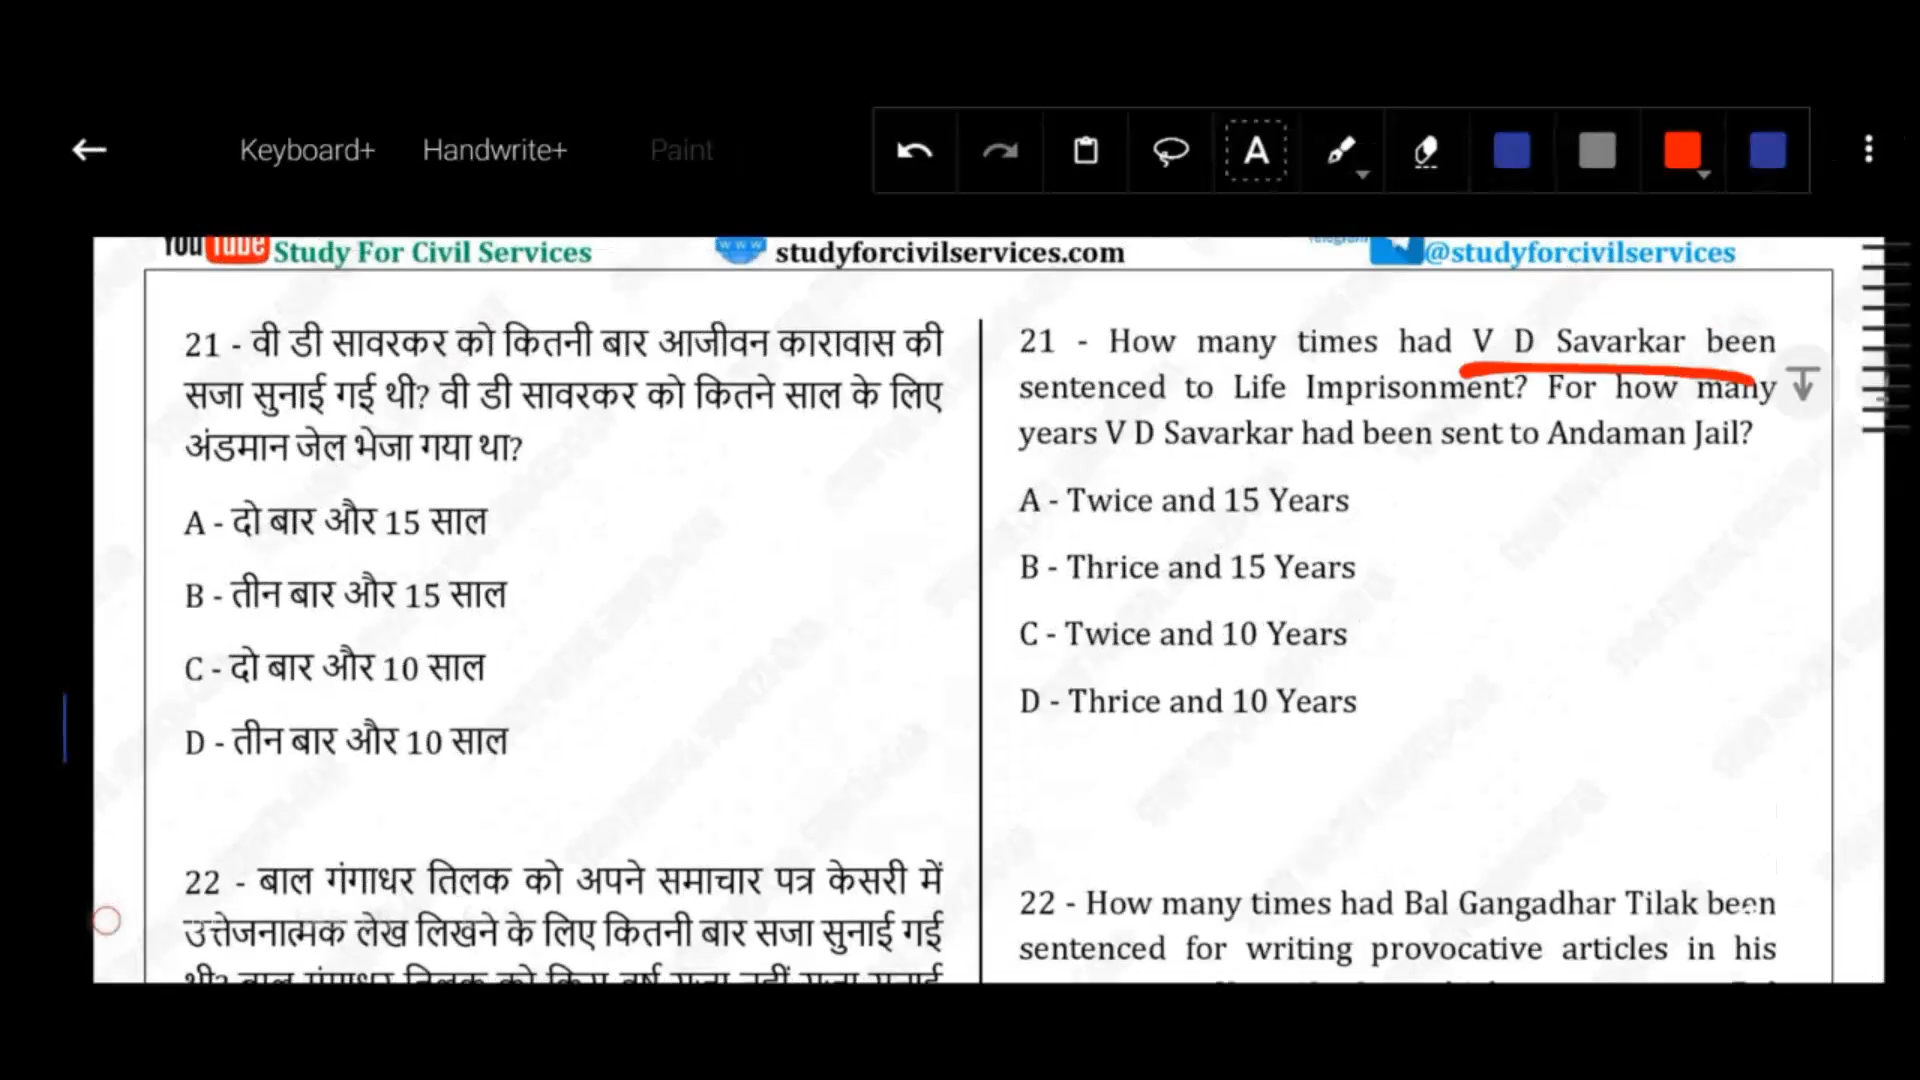 Keyboard+ Handwrite+ Paint A
You Tube Study For Civil Services www studyforcivilservices.com Telegram @studyforcivilservices
21 - वी डी सावरकर को कितनी बार आजीवन कारावास की
सजा सुनाई गई थी? वी डी सावरकर को कितने साल के लिए
अंडमान जेल भेजा गया था?
A - दो बार और 15 साल
B - तीन बार और 15 साल
C - दो बार और 10 साल
D - तीन बार और 10 साल
22 - बाल गंगाधर तिलक को अपने समाचार पत्र केसरी में
उत्तेजनात्मक लेख लिखने के लिए कितनी बार सजा सुनाई गई
21 - How many times had V D Savarkar been
sentenced to Life Imprisonment? For how many
years V D Savarkar had been sent to Andaman Jail?
A - Twice and 15 Years
B - Thrice and 15 Years
C - Twice and 10 Years
D - Thrice and 10 Years
22 - How many times had Bal Gangadhar Tilak been
sentenced for writing provocative articles in his